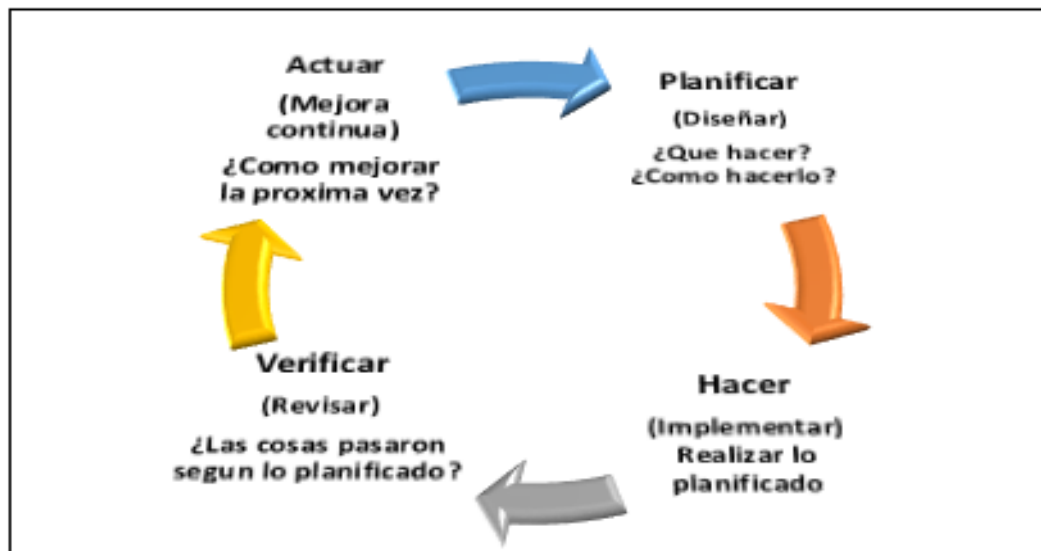 Actuar
(Mejora
continua)
¿Como mejorar
la proxima vez?
Planificar
(Diseñar)
¿Que hacer?
¿Como hacerlo?
Hacer
(Implementar)
Realizar lo
planificado
Verificar
(Revisar)
¿Las cosas pasaron
segun lo planificado?